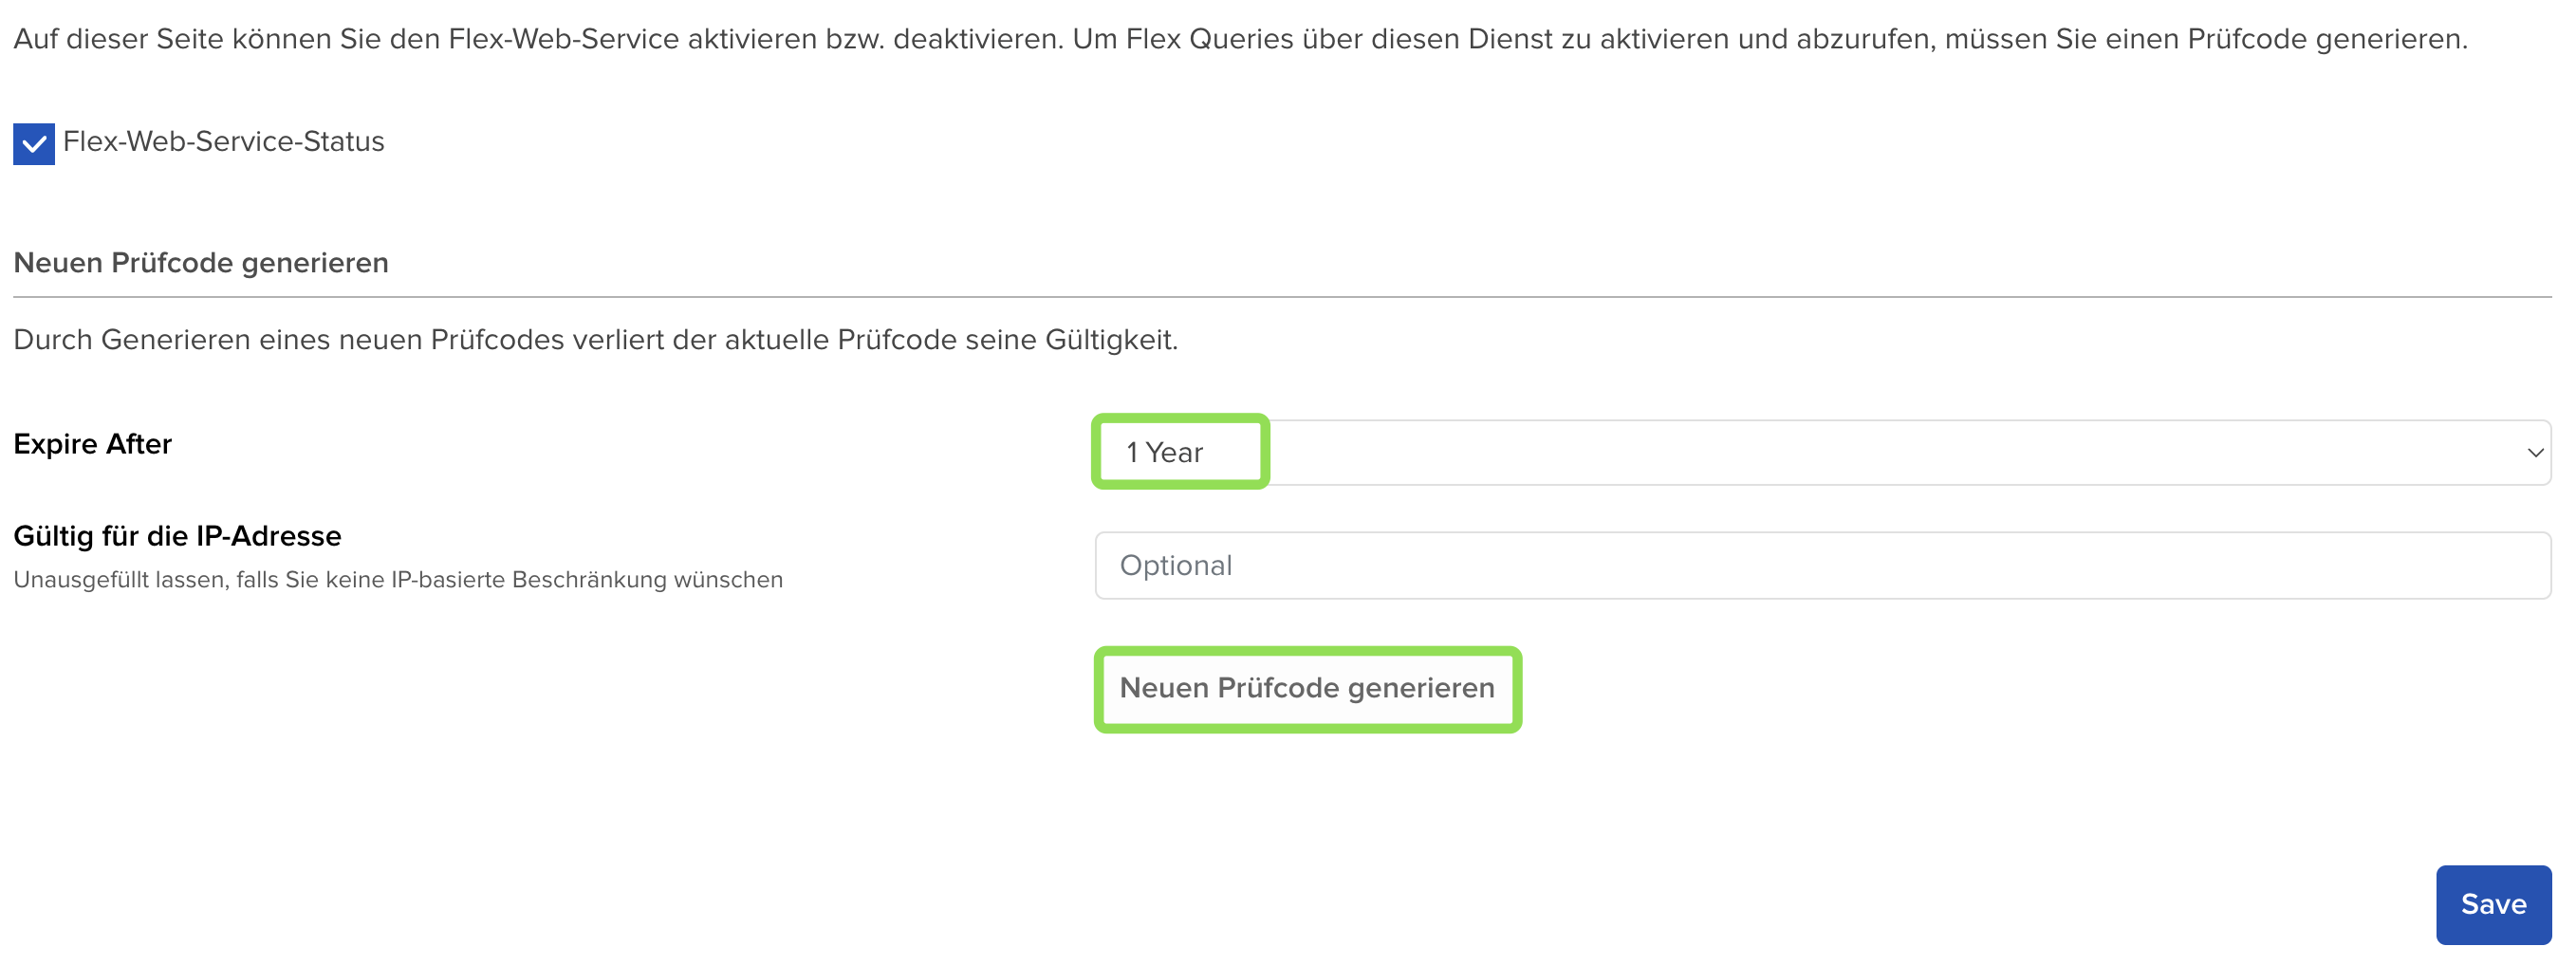 Auf dieser Seite können Sie den Flex-Web-Service aktivieren bzw. deaktivieren. Um Flex Queries über diesen Dienst zu aktivieren und abzurufen, müssen Sie einen Prüfcode generieren.
Flex-Web-Service-Status
Neuen Prüfcode generieren
Durch Generieren eines neuen Prüfcodes verliert der aktuelle Prüfcode seine Gültigkeit.
Expire After
1 Year
Gültig für die IP-Adresse
Unausgefüllt lassen, falls Sie keine IP-basierte Beschränkung wünschen
Optional
Neuen Prüfcode generieren
Save